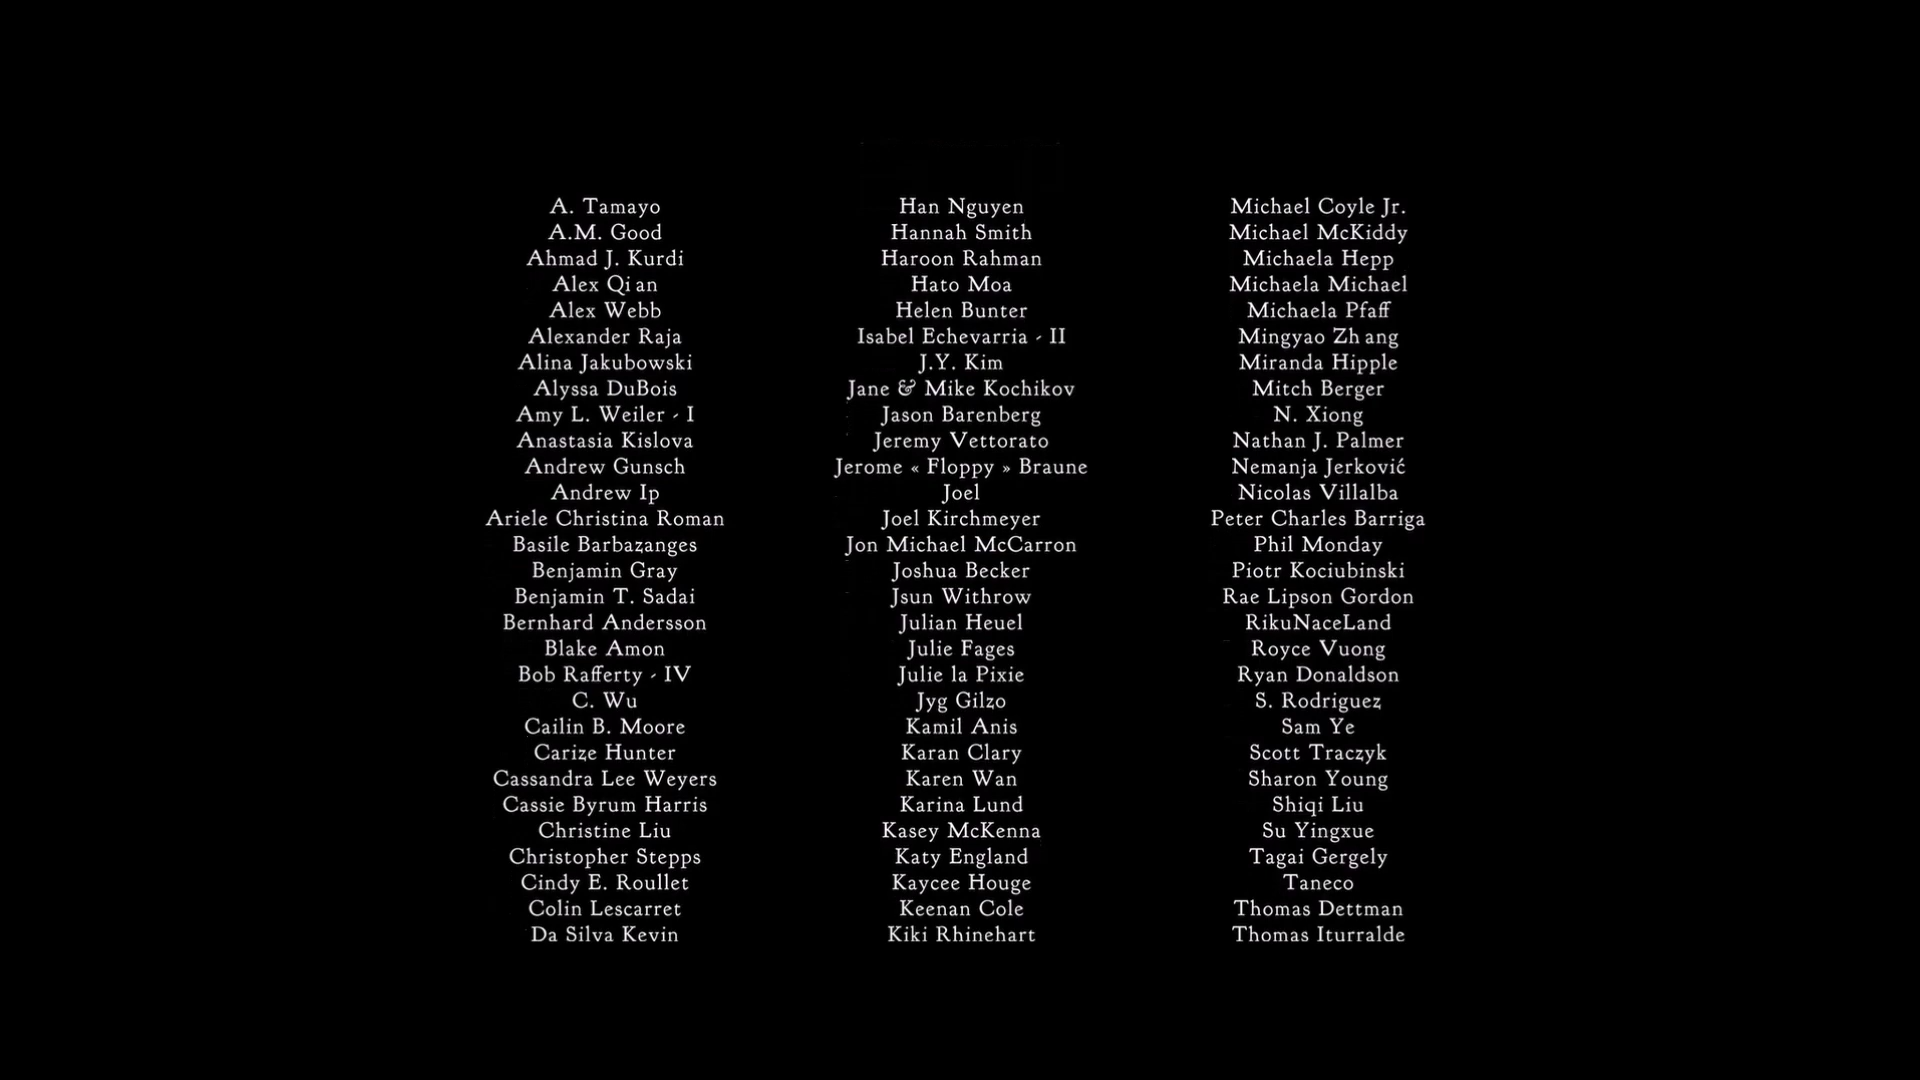 A. Tamayo
A.M. Good
Ahmad J. Kurdi
Alex Qian
Alex Webb
Alexander Raja
Alina Jakubowski
Alyssa DuBois
Amy L. Weiler - I
Anastasia Kislova
Andrew Gunsch
Andrew Ip
Ariele Christina Roman
Basile Barbazanges
Benjamin Gray
Benjamin T. Sadai
Bernhard Andersson
Blake Amon
Bob Rafferty - IV
C. Wu
Cailin B. Moore
Carize Hunter
Cassandra Lee Weyers
Cassie Byrum Harris
Christine Liu
Christopher Stepps
Cindy E. Roullet
Colin Lescarret
Da Silva Kevin
Han Nguyen
Hannah Smith
Haroon Rahman
Hato Moa
Helen Bunter
Isabel Echevarria - II
J.Y. Kim
Jane & Mike Kochikov
Jason Barenberg
Jeremy Vettorato
Jerome « Floppy » Braune
Joel
Joel Kirchmeyer
Jon Michael McCarron
Joshua Becker
Jsun Withrow
Julian Heuel
Julie Fages
Julie la Pixie
Jyg Gilzo
Kamil Anis
Karan Clary
Karen Wan
Karina Lund
Kasey McKenna
Katy England
Kaycee Houge
Keenan Cole
Kiki Rhinehart
Michael Coyle Jr.
Michael McKiddy
Michaela Hepp
Michaela Michael
Michaela Pfaff
Mingyao Zhang
Miranda Hipple
Mitch Berger
N. Xiong
Nathan J. Palmer
Nemanja Jerković
Nicolas Villalba
Peter Charles Barriga
Phil Monday
Piotr Kociubinski
Rae Lipson Gordon
RikuNaceLand
Royce Vuong
Ryan Donaldson
S. Rodriguez
Sam Ye
Scott Traczyk
Sharon Young
Shiqi Liu
Su Yingxue
Tagai Gergely
Taneco
Thomas Dettman
Thomas Iturralde